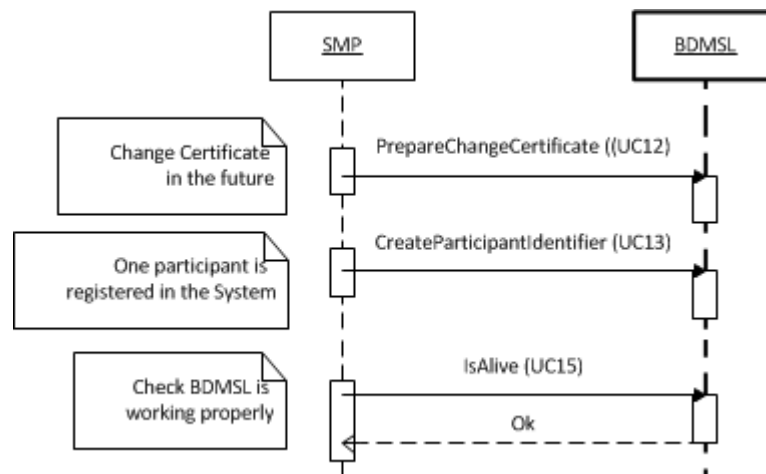 SMP
BDMSL
Change Certificate
in the future
PrepareChangeCertificate ((UC12)
One participant is
registered in the System
CreateParticipantIdentifier (UC13)
Check BDMSL is
working properly
IsAlive (UC15)
Ok